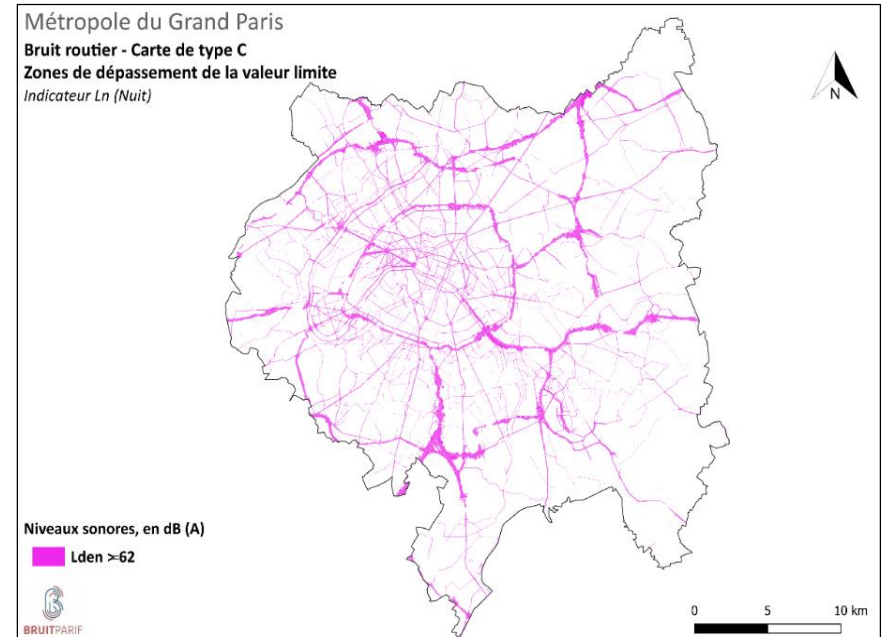 Métropole du Grand Paris
Bruit routier - Carte de type C
Zones de dépassement de la valeur limite
Indicateur Ln (Nuit)
N
Niveaux sonores, en dB (A)
Lden >=62
BRUITPARIF
0 5 10 km